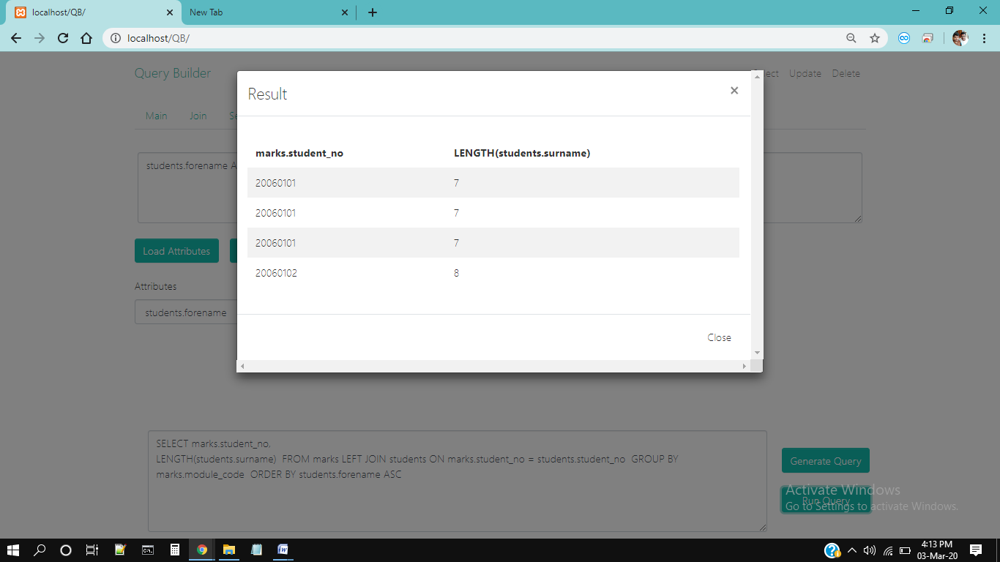 localhost/QB/
New Tab
localhost/QB/
Query Builder
ect Update Delete
Result
×
Main Join Se
marks.student_no LENGTH(students.surname)
students.forename A
20060101 7
20060101 7
20060101 7
20060102 8
Load Attributes
Attributes
students.forename
Close
SELECT marks.student_no,
LENGTH(students.surname) FROM marks LEFT JOIN students ON marks.student_no = students.student_no GROUP BY
marks.module_code ORDER BY students.forename ASC
Generate Query
Run Query
Activate Windows
Go to Settings to activate Windows.
4:13 PM
03-Mar-20